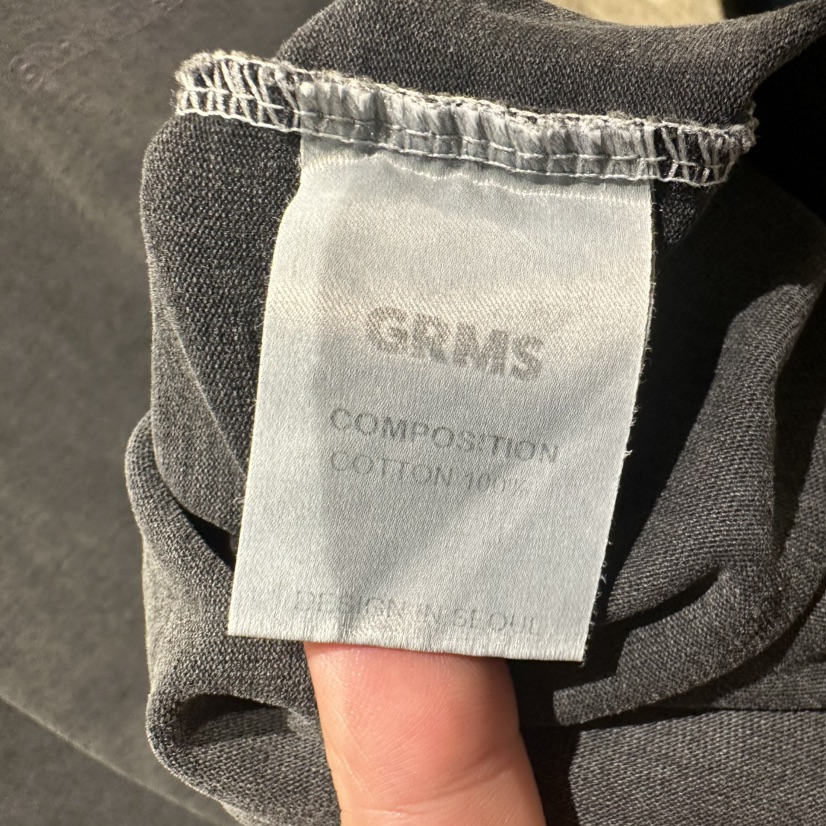 GRMS
COMPOSITION
COTTON 100%
DESIGN IN SEOUL